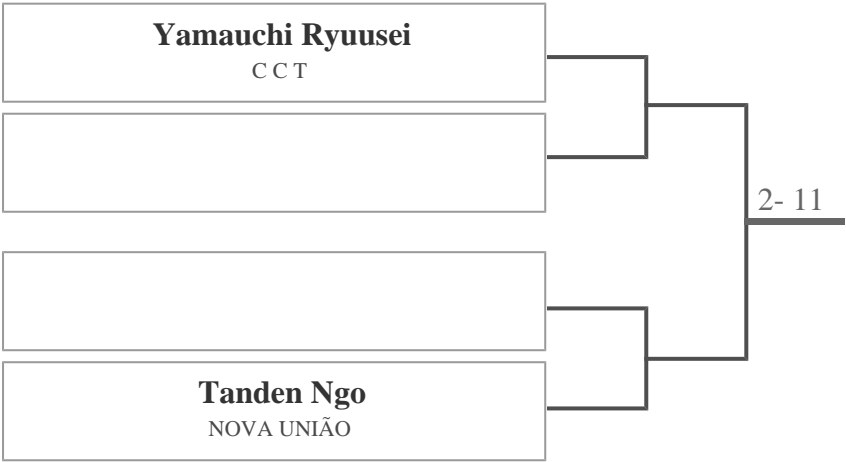 Yamauchi Ryuusei
C C T
2- 11
Tanden Ngo
NOVA UNIÃO